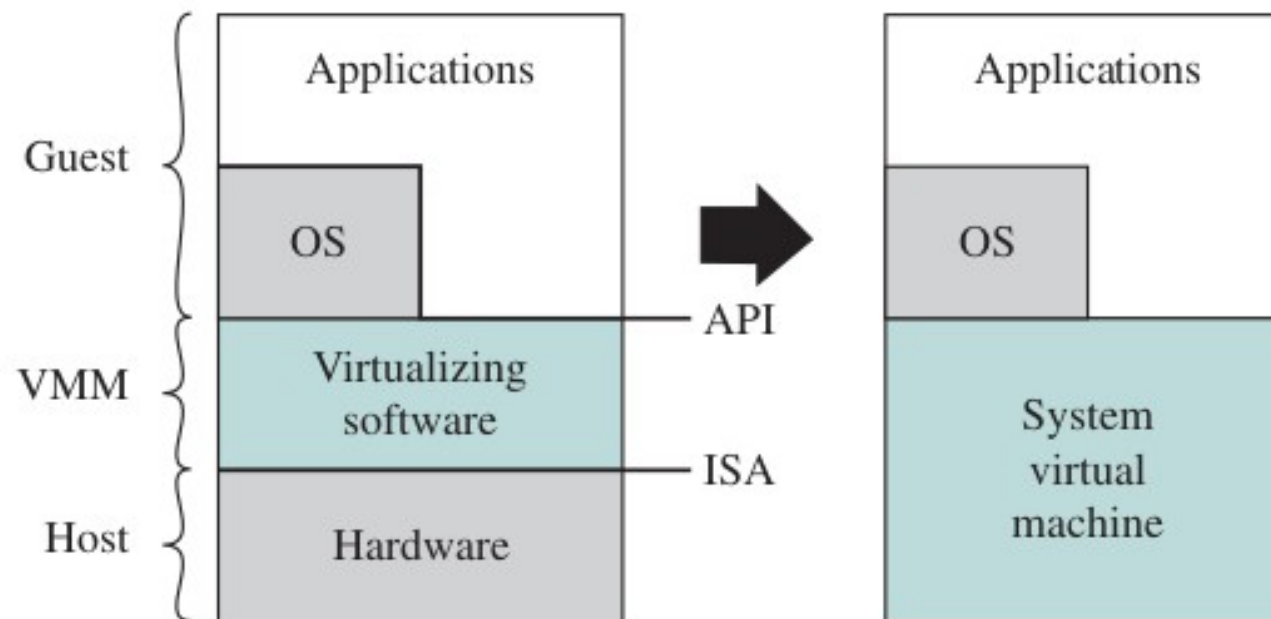 Applications
Guest
OS
API
VMM
Virtualizing
software
ISA
Host
Hardware
Applications
OS
System
virtual
machine